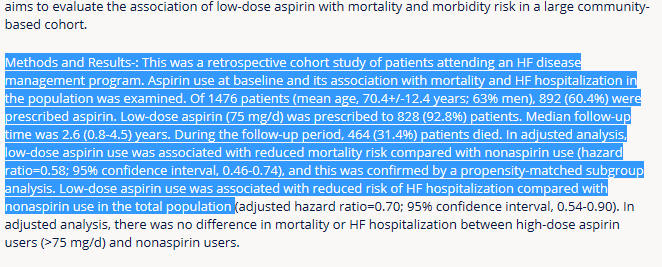 aims to evaluate the association of low-dose aspirin with mortality and morbidity risk in a large community-
based cohort.
Methods and Results-: This was a retrospective cohort study of patients attending an HF disease
management program. Aspirin use at baseline and its association with mortality and HF hospitalization in
the population was examined. Of 1476 patients (mean age, 70.4+/-12.4 years; 63% men), 892 (60.4%) were
prescribed aspirin. Low-dose aspirin (75 mg/d) was prescribed to 828 (92.8%) patients. Median follow-up
time was 2.6 (0.8-4.5) years. During the follow-up period, 464 (31.4%) patients died. In adjusted analysis,
low-dose aspirin use was associated with reduced mortality risk compared with nonaspirin use (hazard
ratio=0.58; 95% confidence interval, 0.46-0.74), and this was confirmed by a propensity-matched subgroup
analysis. Low-dose aspirin use was associated with reduced risk of HF hospitalization compared with
nonaspirin use in the total population (adjusted hazard ratio=0.70; 95% confidence interval, 0.54-0.90). In
adjusted analysis, there was no difference in mortality or HF hospitalization between high-dose aspirin
users (>75 mg/d) and nonaspirin users.